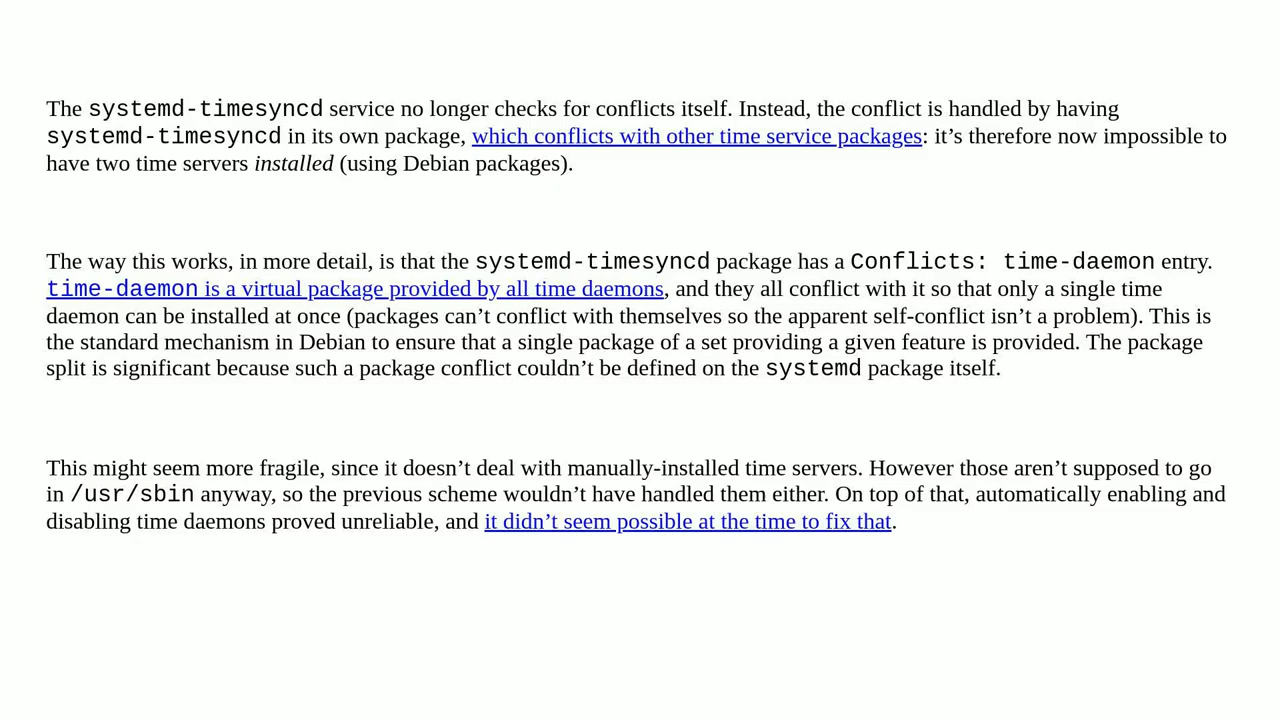 The systemd-timesyncd service no longer checks for conflicts itself. Instead, the conflict is handled by having
systemd-timesyncd in its own package, which conflicts with other time service packages: it’s therefore now impossible to
have two time servers installed (using Debian packages).
The way this works, in more detail, is that the systemd-timesyncd package has a Conflicts: time-daemon entry.
time-daemon is a virtual package provided by all time daemons, and they all conflict with it so that only a single time
daemon can be installed at once (packages can’t conflict with themselves so the apparent self-conflict isn’t a problem). This is
the standard mechanism in Debian to ensure that a single package of a set providing a given feature is provided. The package
split is significant because such a package conflict couldn’t be defined on the systemd package itself.
This might seem more fragile, since it doesn’t deal with manually-installed time servers. However those aren’t supposed to go
in /usr/sbin anyway, so the previous scheme wouldn’t have handled them either. On top of that, automatically enabling and
disabling time daemons proved unreliable, and it didn’t seem possible at the time to fix that.